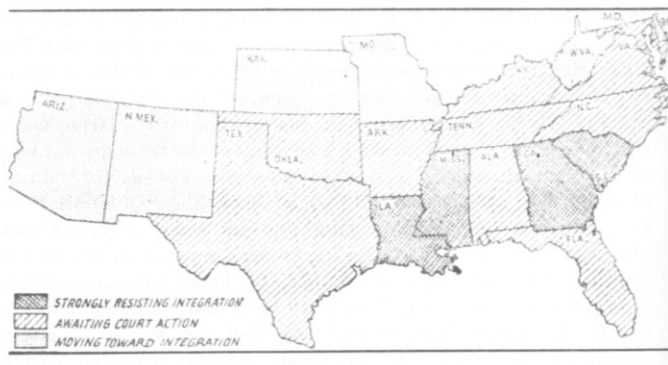 MD.
MO.
KAN.
W.VA.
VA.
KY.
ARIZ.
N.MEX.
TEX.
OKLA.
ARK.
TENN.
N.C.
MISS.
ALA.
S.C.
LA.
FLA.
STRONGLY RESISTING INTEGRATION
AWAITING COURT ACTION
MOVING TOWARD INTEGRATION